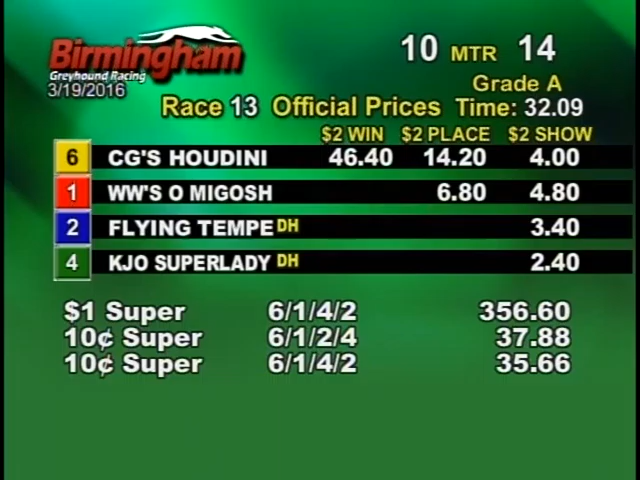 Birmingham
Greyhound Racing
3/19/2016
10 MTR 14
Grade A
Race 13 Official Prices Time: 32.09
$2 WIN $2 PLACE $2 SHOW
6 CG'S HOUDINI 46.40 14.20 4.00
1 WW'S O MIGOSH 6.80 4.80
2 FLYING TEMPE DH 3.40
4 KJO SUPERLADY DH 2.40
$1 Super 6/1/4/2 356.60
10¢ Super 6/1/2/4 37.88
10¢ Super 6/1/4/2 35.66